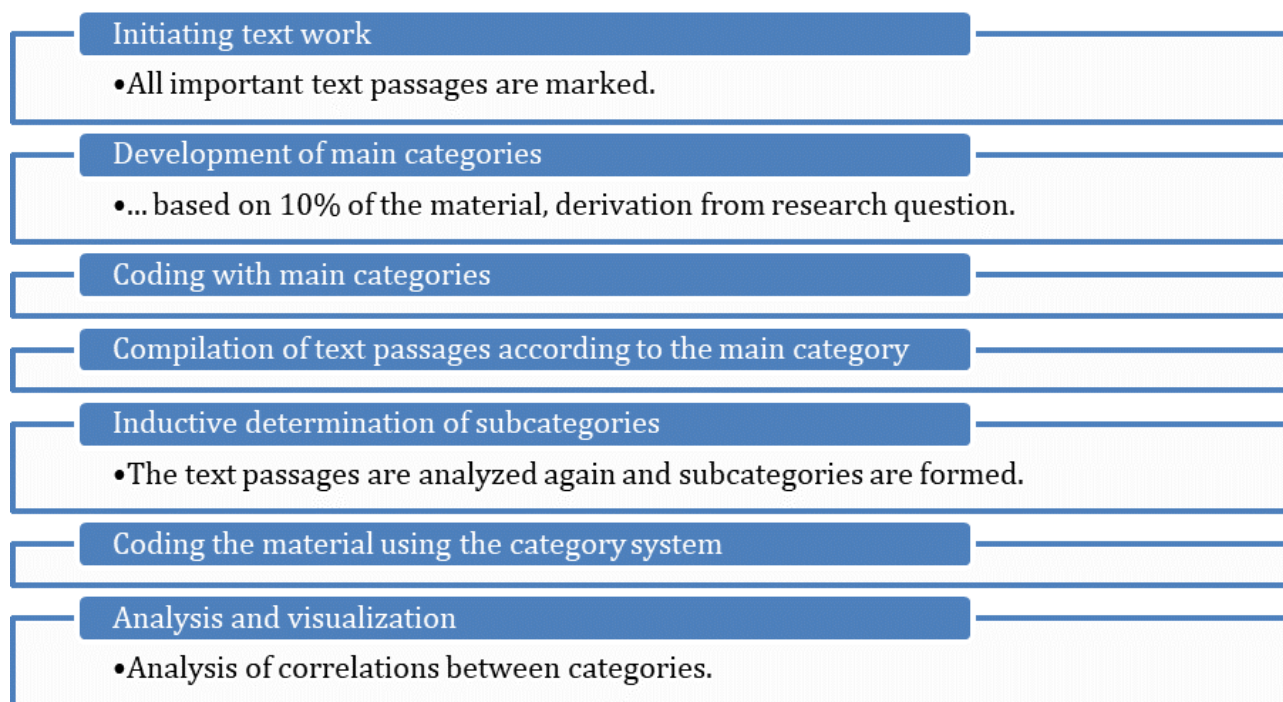 Initiating text work
•All important text passages are marked.
Development of main categories
•... based on 10% of the material, derivation from research question.
Coding with main categories
Compilation of text passages according to the main category
Inductive determination of subcategories
•The text passages are analyzed again and subcategories are formed.
Coding the material using the category system
Analysis and visualization
•Analysis of correlations between categories.